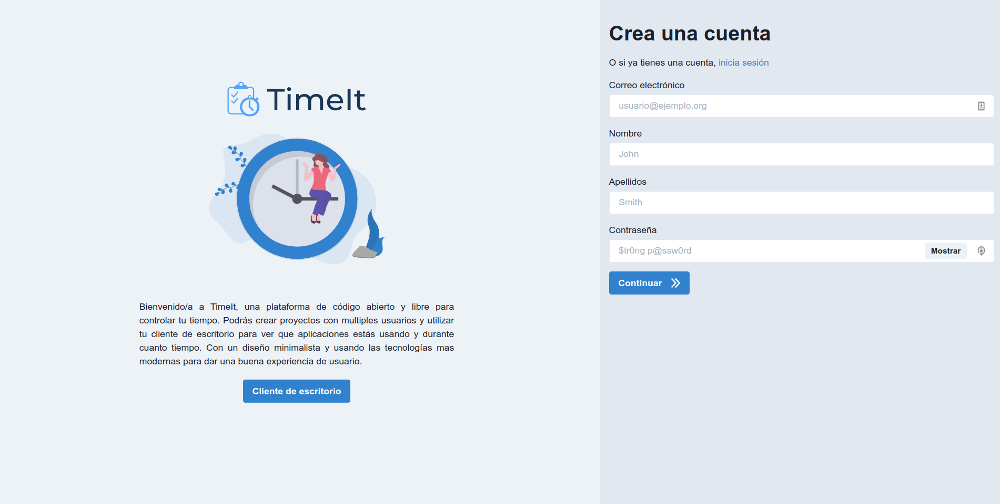 TimeIt
Bienvenido/a a TimeIt, una plataforma de código abierto y libre para
controlar tu tiempo. Podrás crear proyectos con multiples usuarios y utilizar
tu cliente de escritorio para ver que aplicaciones estás usando y durante
cuanto tiempo. Con un diseño minimalista y usando las tecnologías mas
modernas para dar una buena experiencia de usuario.
Cliente de escritorio
Crea una cuenta
O si ya tienes una cuenta, inicia sesión
Correo electrónico
usuario@ejemplo.org
Nombre
John
Apellidos
Smith
Contraseña
$tr0ng p@ssw0rd Mostrar
Continuar